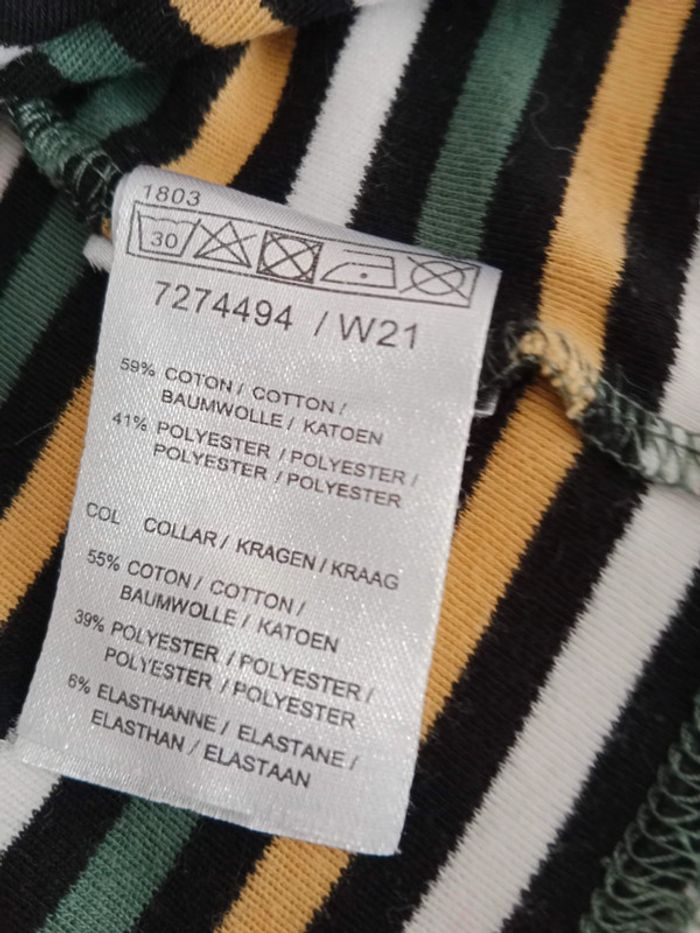 1803
30
7274494 / W21
59% COTON / COTTON /
BAUMWOLLE / KATOEN
41% POLYESTER / POLYESTER /
POLYESTER / POLYESTER
COL COLLAR / KRAGEN / KRAAG
55% COTON / COTTON /
BAUMWOLLE / KATOEN
39% POLYESTER / POLYESTER /
POLYESTER / POLYESTER
6% ELASTHANNE / ELASTANE /
ELASTHAN / ELASTAAN